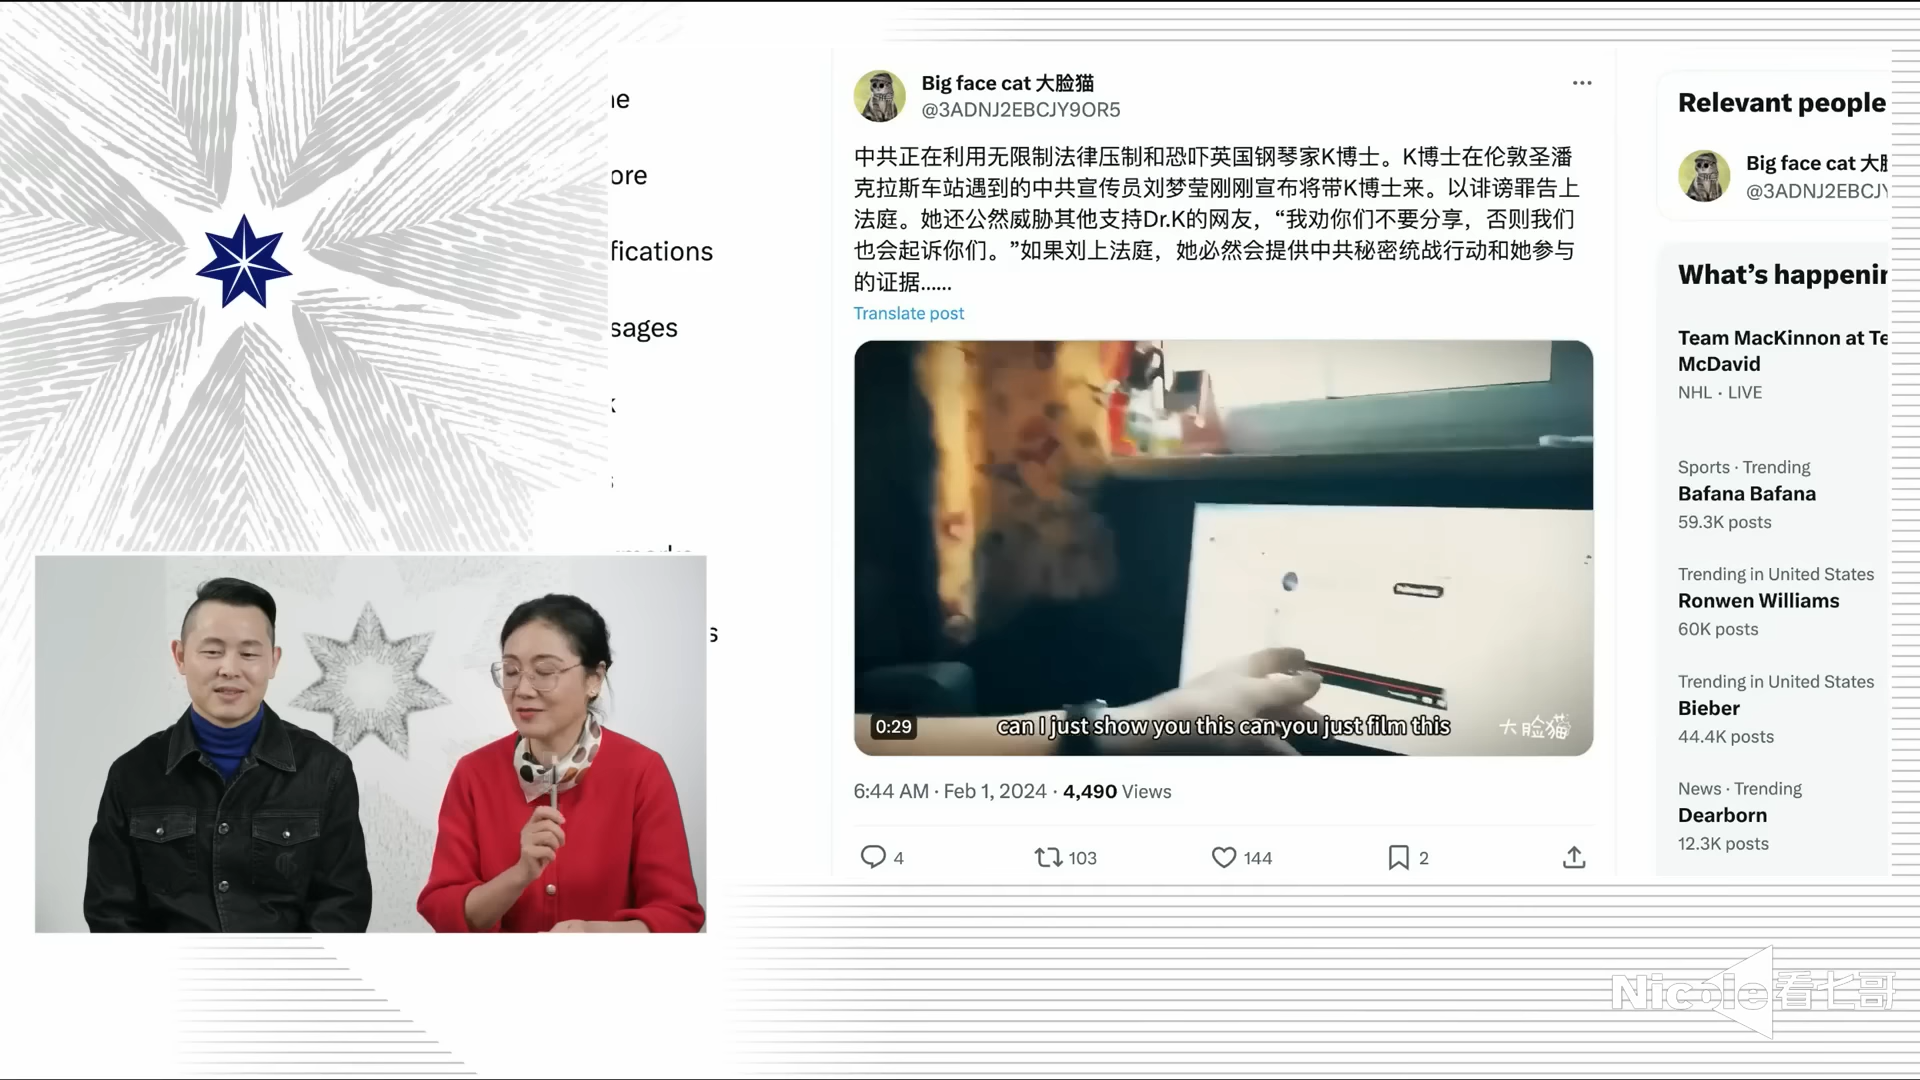 ne
ore
fications
sages
k
s
s
Big face cat 大脸猫
@3ADNJ2EBCJY9OR5
中共正在利用无限制法律压制和恐吓英国钢琴家K博士。K博士在伦敦圣潘
克拉斯车站遇到的中共宣传员刘梦莹刚刚宣布将带K博士来。以诽谤罪告上
法庭。她还公然威胁其他支持Dr.K的网友，“我劝你们不要分享，否则我们
也会起诉你们。”如果刘上法庭，她必然会提供中共秘密统战行动和她参与
的证据......
Translate post
0:29
can I just show you this can you just film this
大脸猫
6:44 AM · Feb 1, 2024 · 4,490 Views
4
103
144
2
Relevant people
Big face cat 大脸
@3ADNJ2EBCJY
What’s happenin
Team MacKinnon at Te
McDavid
NHL · LIVE
Sports · Trending
Bafana Bafana
59.3K posts
Trending in United States
Ronwen Williams
60K posts
Trending in United States
Bieber
44.4K posts
News · Trending
Dearborn
12.3K posts
Nicole看七哥